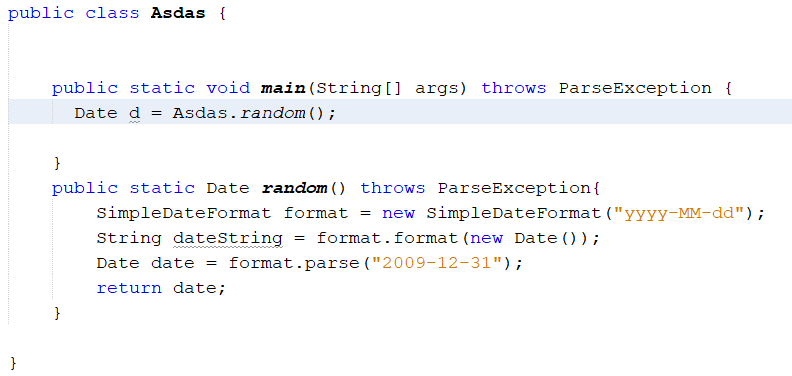 public class Asdas {
public static void main(String[] args) throws ParseException {
Date d = Asdas.random();
}
public static Date random() throws ParseException{
SimpleDateFormat format = new SimpleDateFormat("yyyy-MM-dd");
String dateString = format.format(new Date());
Date date = format.parse("2009-12-31");
return date;
}
}